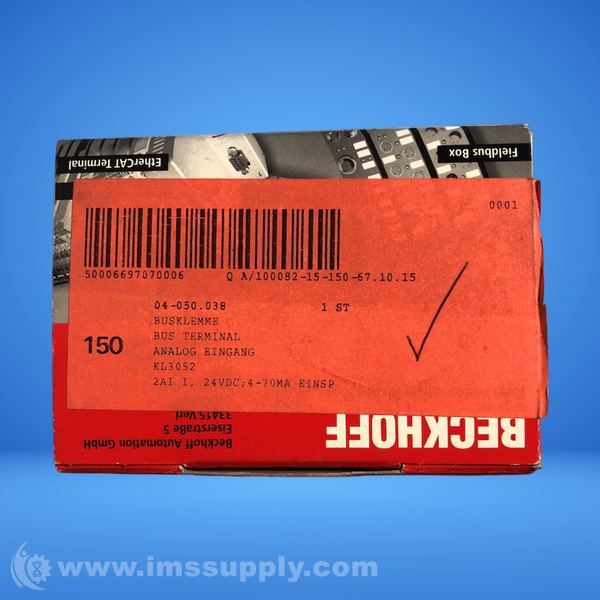 EtherCAT Terminal
Fieldbus Box
0001
50006697070006 Q A/100082-15-150-67.10.15
04-050.038 1 ST
BUSKLEMME
BUS TERMINAL
150
ANALOG EINGANG
KL3052
2AI I, 24VDC;4-20MA EINSP
BECKHOFF
Beckhoff Automation GmbH
Eiserstraße 5
33415 Verl
www.imssupply.com